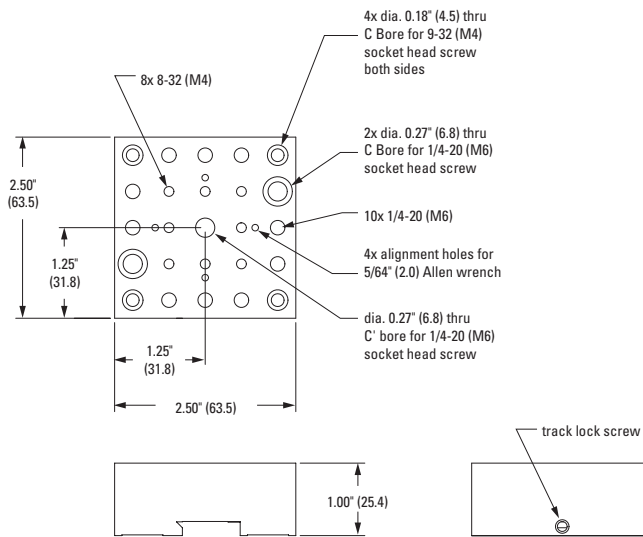 4x dia. 0.18" (4.5) thru
C Bore for 9-32 (M4)
socket head screw
both sides
8x 8-32 (M4)
2x dia. 0.27" (6.8) thru
C Bore for 1/4-20 (M6)
socket head screw
2.50"
(63.5)
10x 1/4-20 (M6)
1.25"
(31.8)
4x alignment holes for
5/64" (2.0) Allen wrench
dia. 0.27" (6.8) thru
C' bore for 1/4-20 (M6)
socket head screw
1.25"
(31.8)
2.50" (63.5)
track lock screw
1.00" (25.4)